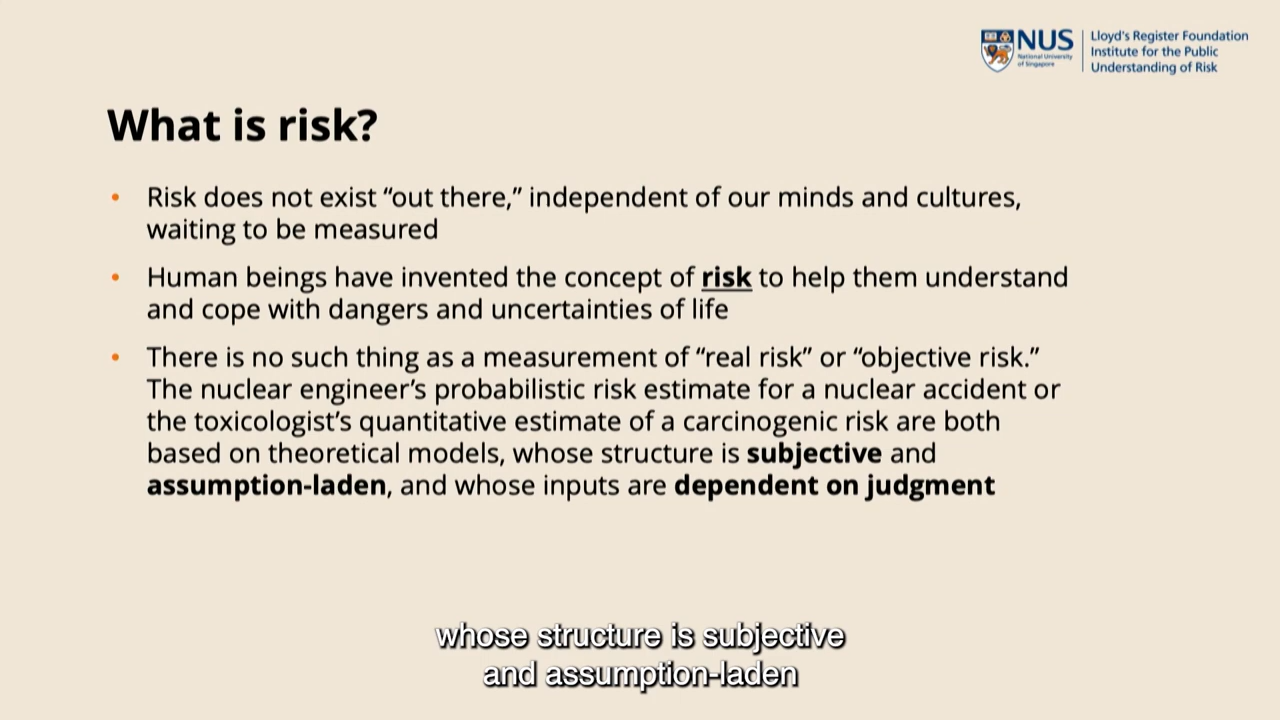 NUS
National University
of Singapore
Lloyd's Register Foundation
Institute for the Public
Understanding of Risk
What is risk?
• Risk does not exist “out there,” independent of our minds and cultures,
waiting to be measured
• Human beings have invented the concept of risk to help them understand
and cope with dangers and uncertainties of life
• There is no such thing as a measurement of “real risk” or “objective risk.”
The nuclear engineer’s probabilistic risk estimate for a nuclear accident or
the toxicologist’s quantitative estimate of a carcinogenic risk are both
based on theoretical models, whose structure is subjective and
assumption-laden, and whose inputs are dependent on judgment
whose structure is subjective
and assumption-laden